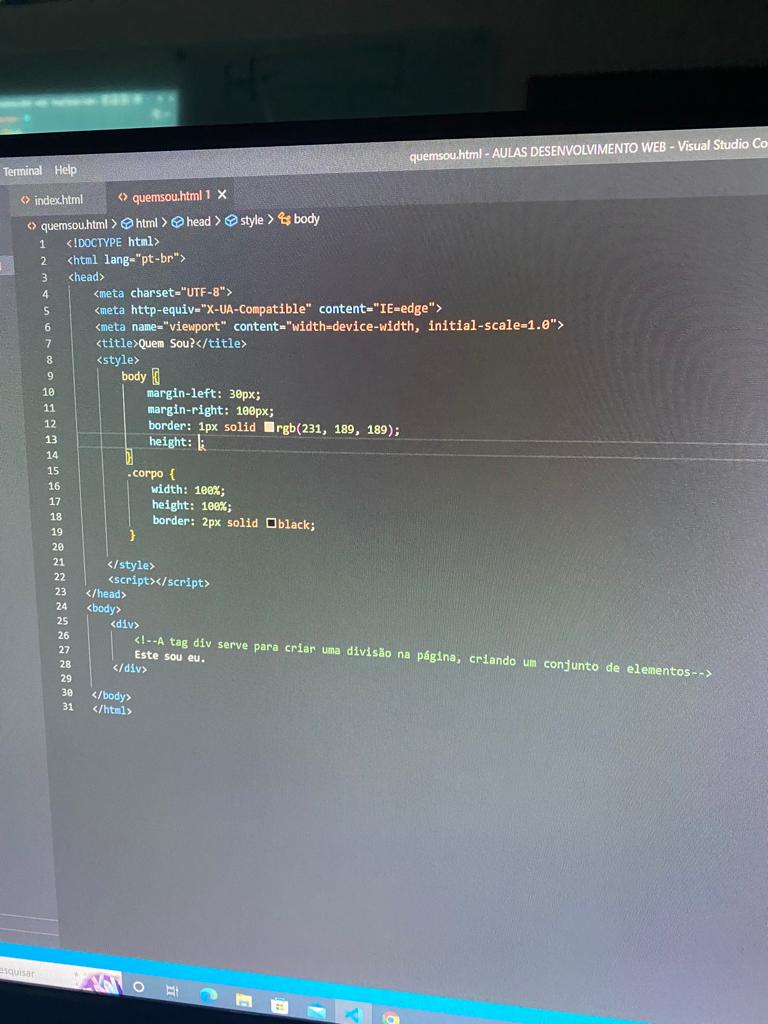 Terminal Help quemsou.html - AULAS DESENVOLVIMENTO WEB - Visual Studio Co
index.html quemsou.html 1 ✕
quemsou.html > html > head > style > body
1 <!DOCTYPE html>
2 <html lang="pt-br">
3 <head>
4 <meta charset="UTF-8">
5 <meta http-equiv="X-UA-Compatible" content="IE=edge">
6 <meta name="viewport" content="width=device-width, initial-scale=1.0">
7 <title>Quem Sou?</title>
8 <style>
9 body {
10 margin-left: 30px;
11 margin-right: 100px;
12 border: 1px solid rgb(231, 189, 189);
13 height: ;
14 }
15 .corpo {
16 width: 100%;
17 height: 100%;
18 border: 2px solid black;
19 }
20
21 </style>
22 <script></script>
23 </head>
24 <body>
25 <div>
26 <!--A tag div serve para criar uma divisão na página, criando um conjunto de elementos-->
27 Este sou eu.
28 </div>
29
30 </body>
31 </html>
esquisar